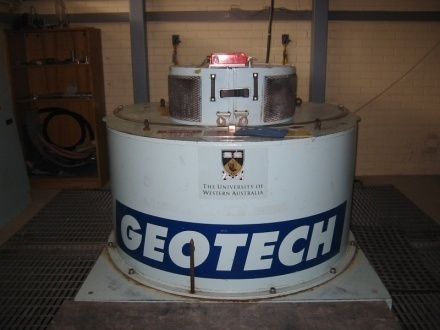 THE UNIVERSITY OF
WESTERN AUSTRALIA
GEOTECH